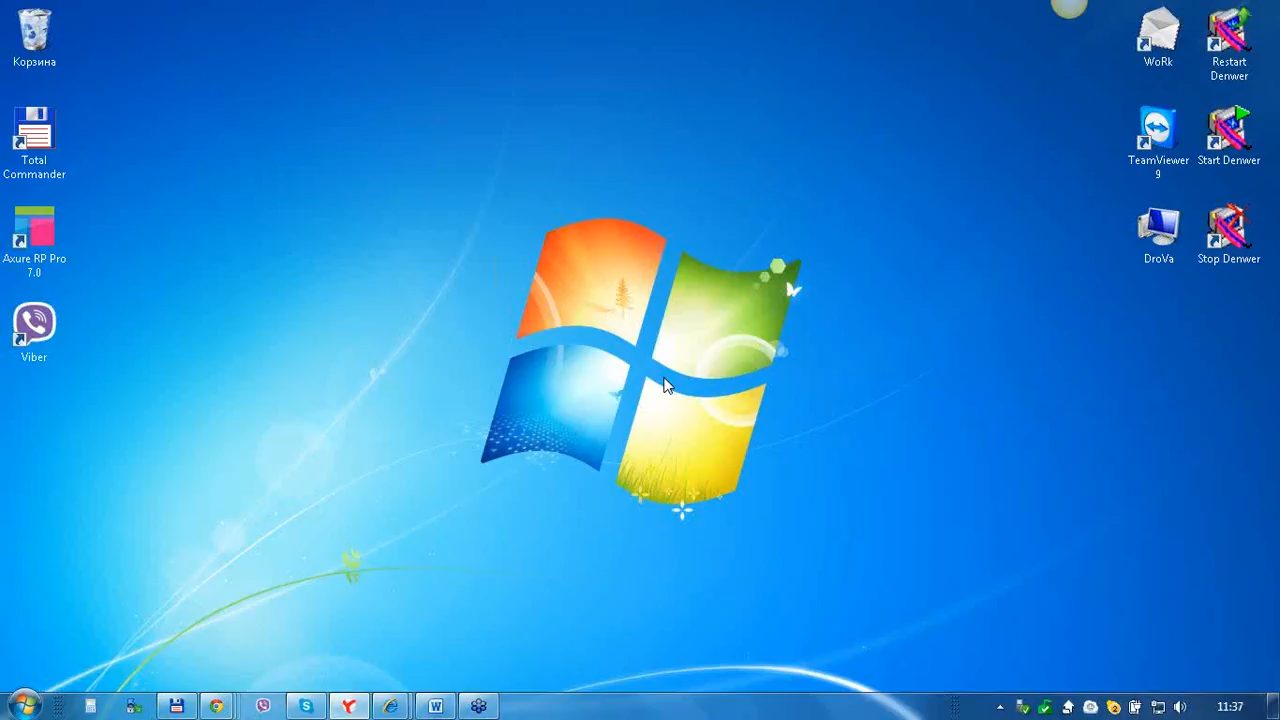 Корзина
Total
Commander
Axure RP Pro
7.0
Viber
WoRk
Restart
Denwer
TeamViewer
9
Start Denwer
DroVa
Stop Denwer
11:37